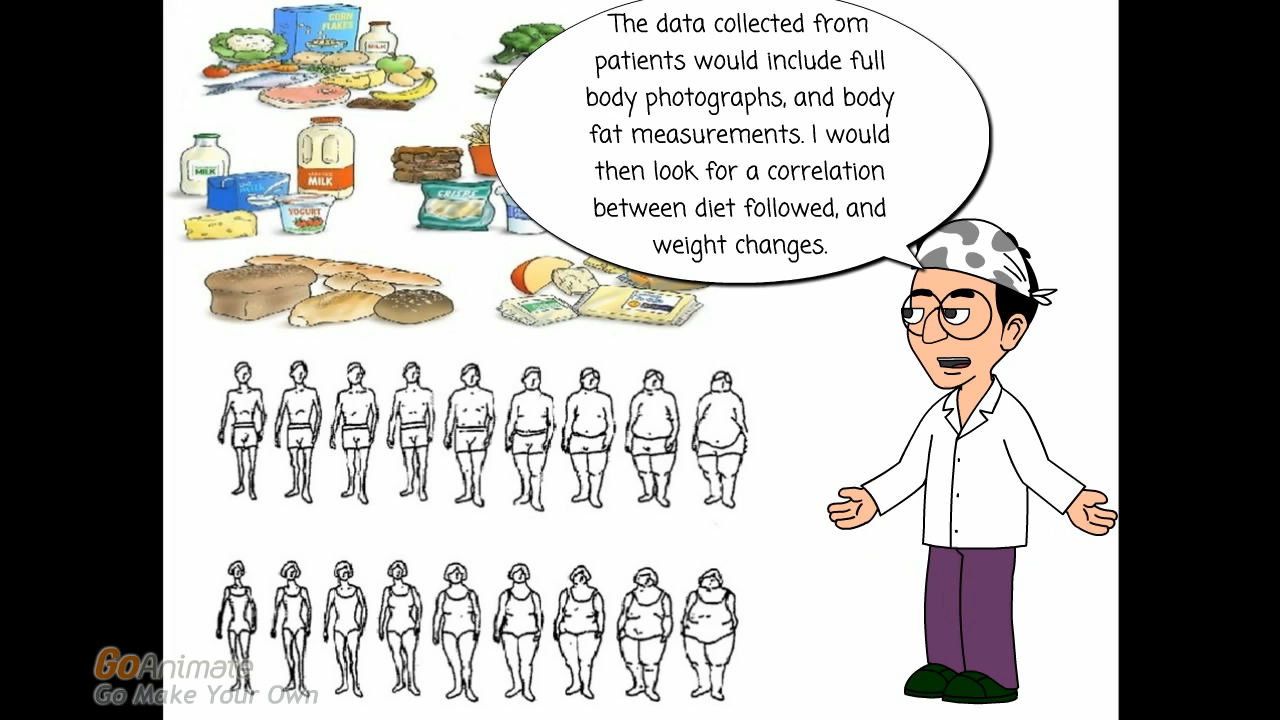 The data collected from
patients would include full
body photographs, and body
fat measurements. I would
then look for a correlation
between diet followed, and
weight changes.
CORN
FLAKES
MILK
MILK
MILK
YOGURT
CRISPS
GoAnimate
Go Make Your Own